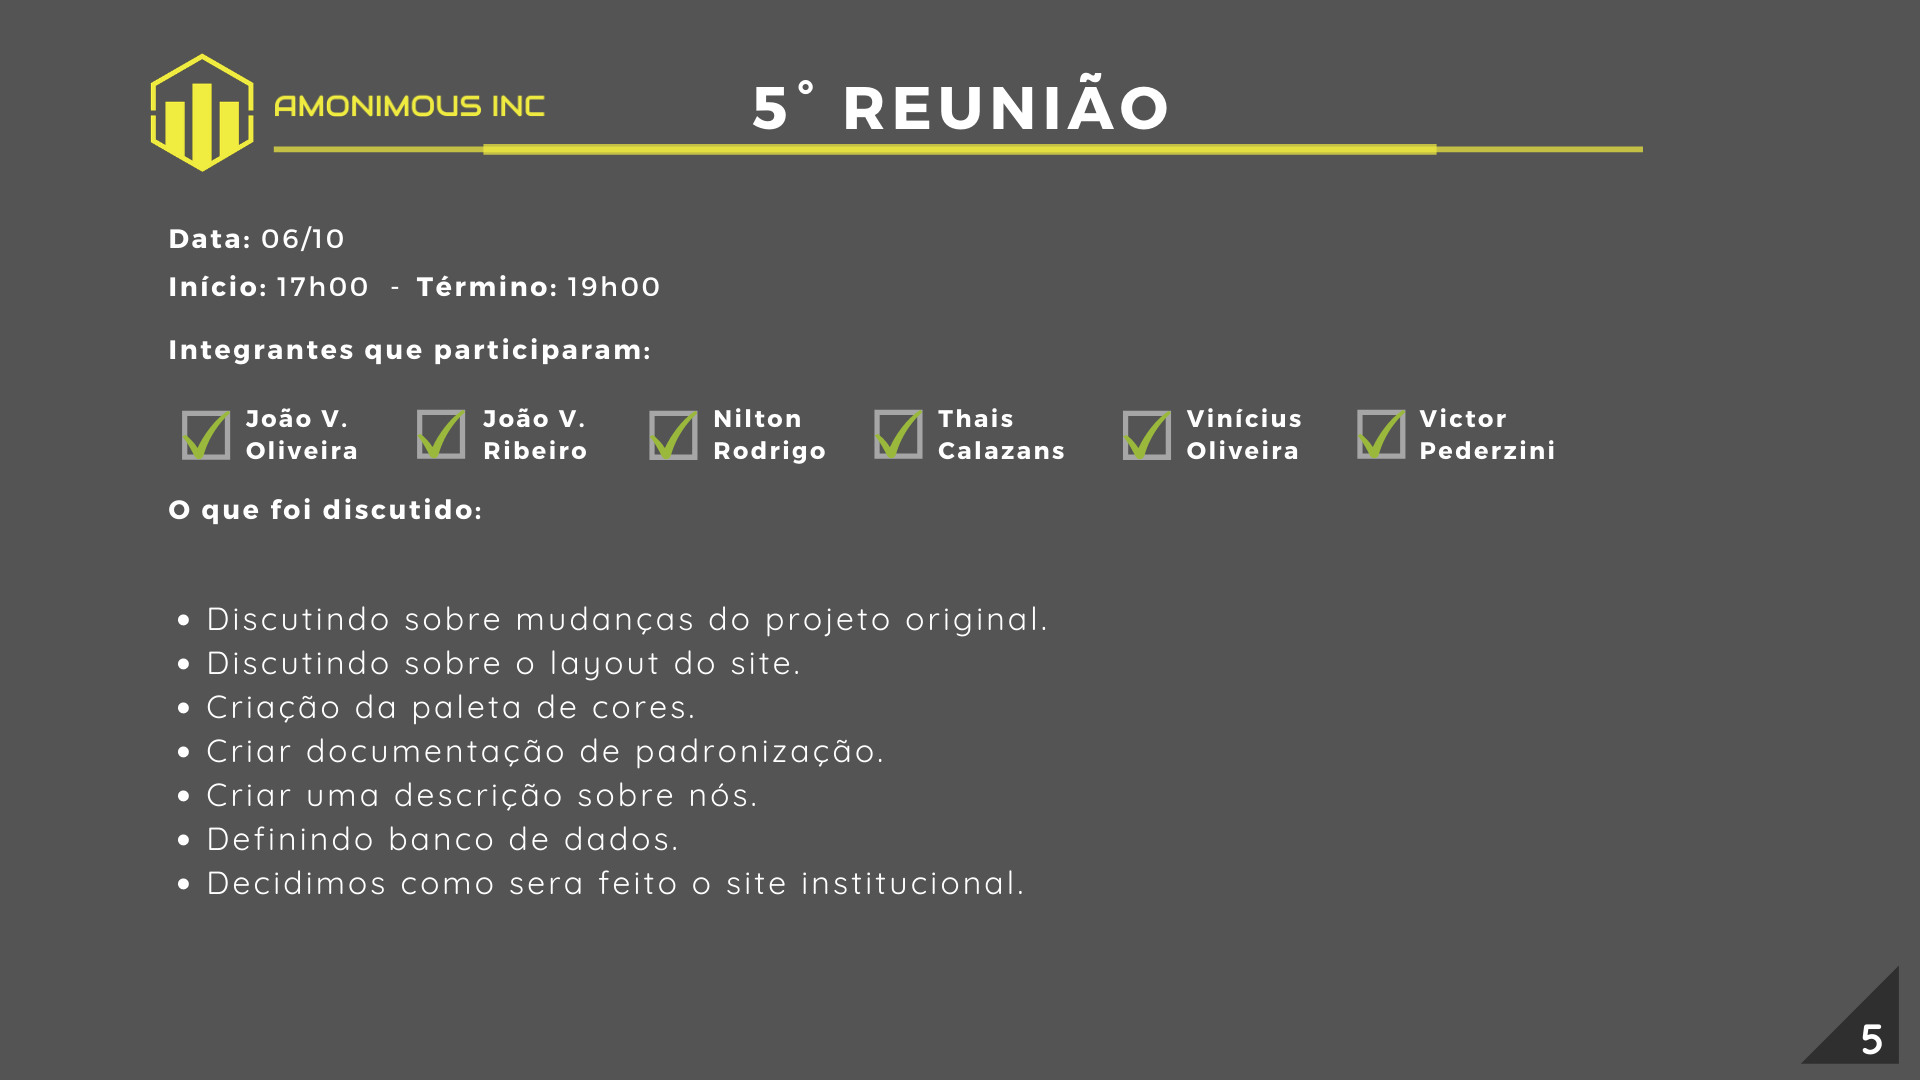 AMONIMOUS INC
5° REUNIÃO
Data: 06/10
Início: 17h00 - Término: 19h00
Integrantes que participaram:
João V.
Oliveira
João V.
Ribeiro
Nilton
Rodrigo
Thais
Calazans
Vinícius
Oliveira
Victor
Pederzini
O que foi discutido:
• Discutindo sobre mudanças do projeto original.
• Discutindo sobre o layout do site.
• Criação da paleta de cores.
• Criar documentação de padronização.
• Criar uma descrição sobre nós.
• Definindo banco de dados.
• Decidimos como sera feito o site institucional.
5